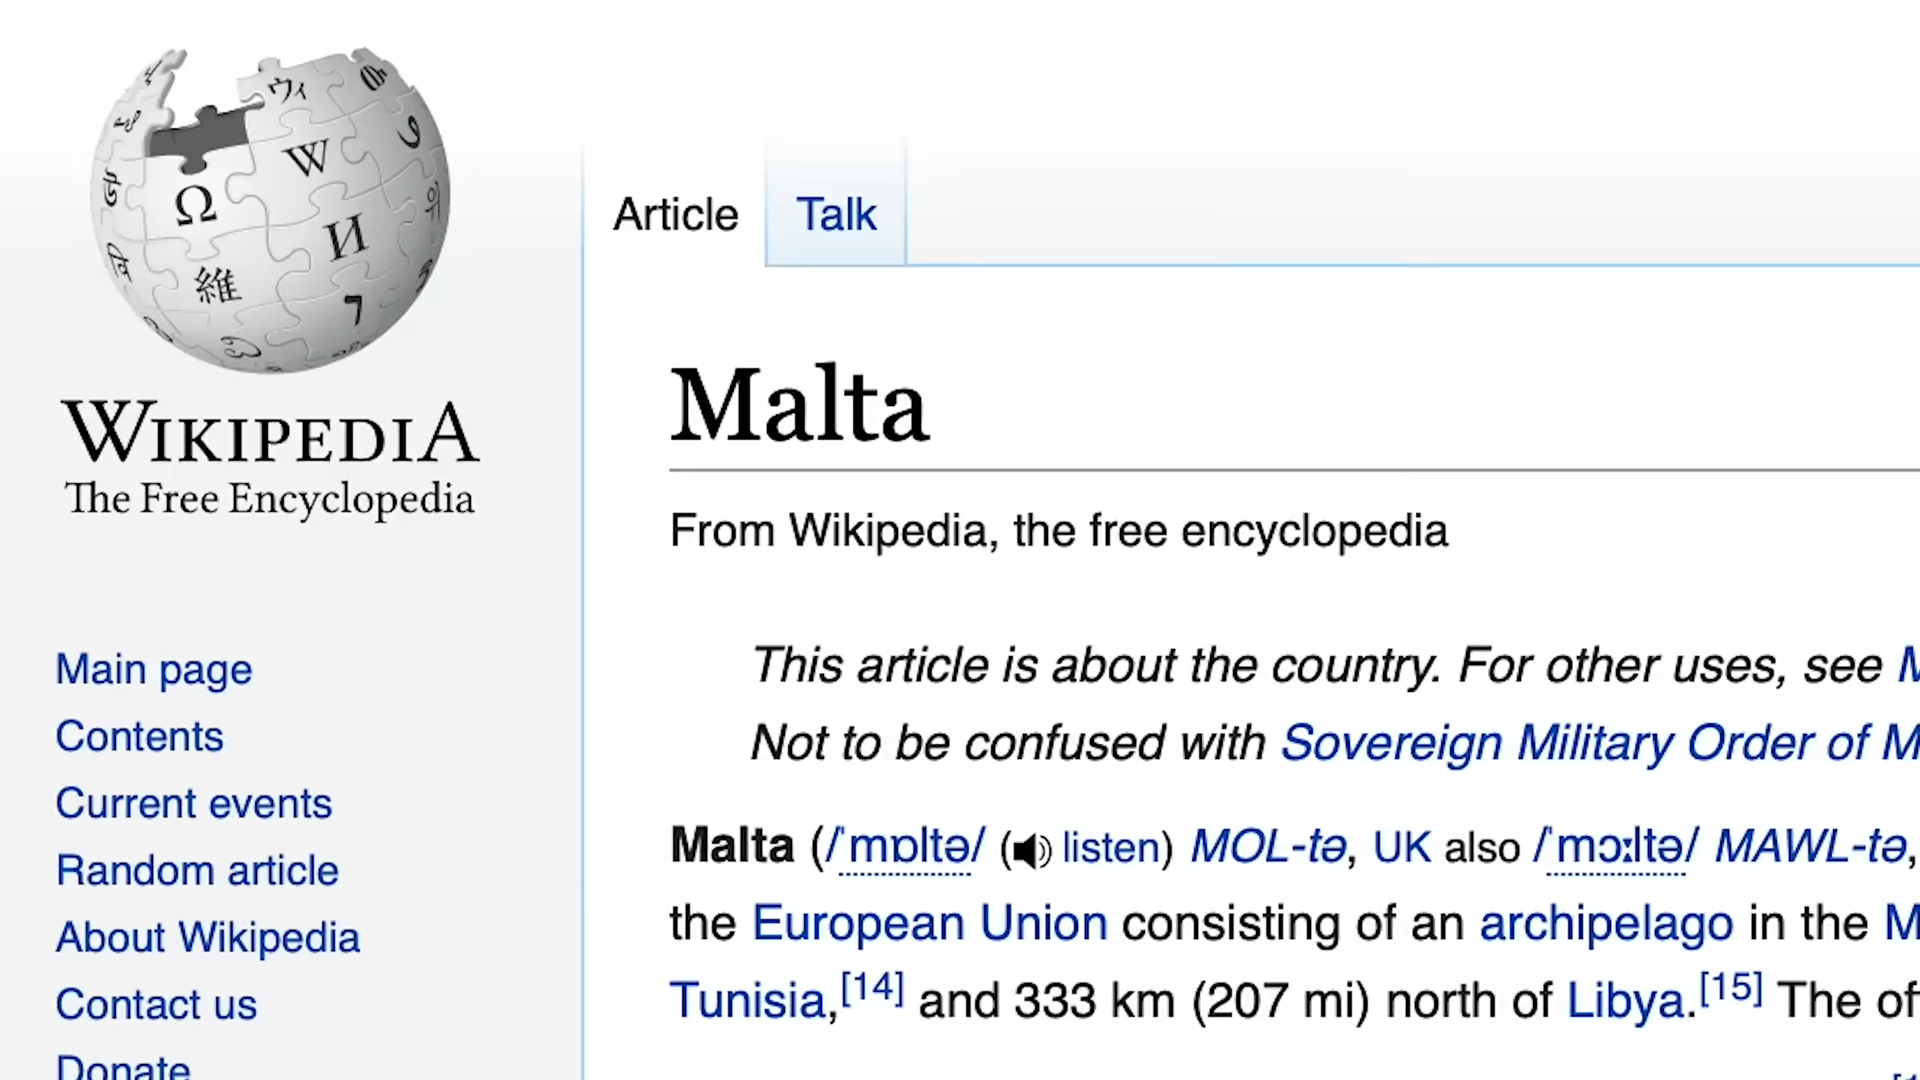 Ω W И 維 ウィ
WIKIPEDIA
The Free Encyclopedia
Main page
Contents
Current events
Random article
About Wikipedia
Contact us
Donate
Article Talk
Malta
From Wikipedia, the free encyclopedia
This article is about the country. For other uses, see
Not to be confused with Sovereign Military Order of
Malta (/ˈmɒltə/ (listen) MOL-tə, UK also /ˈmɔːltə/ MAWL-tə,
the European Union consisting of an archipelago in the
Tunisia,[14] and 333 km (207 mi) north of Libya.[15] The